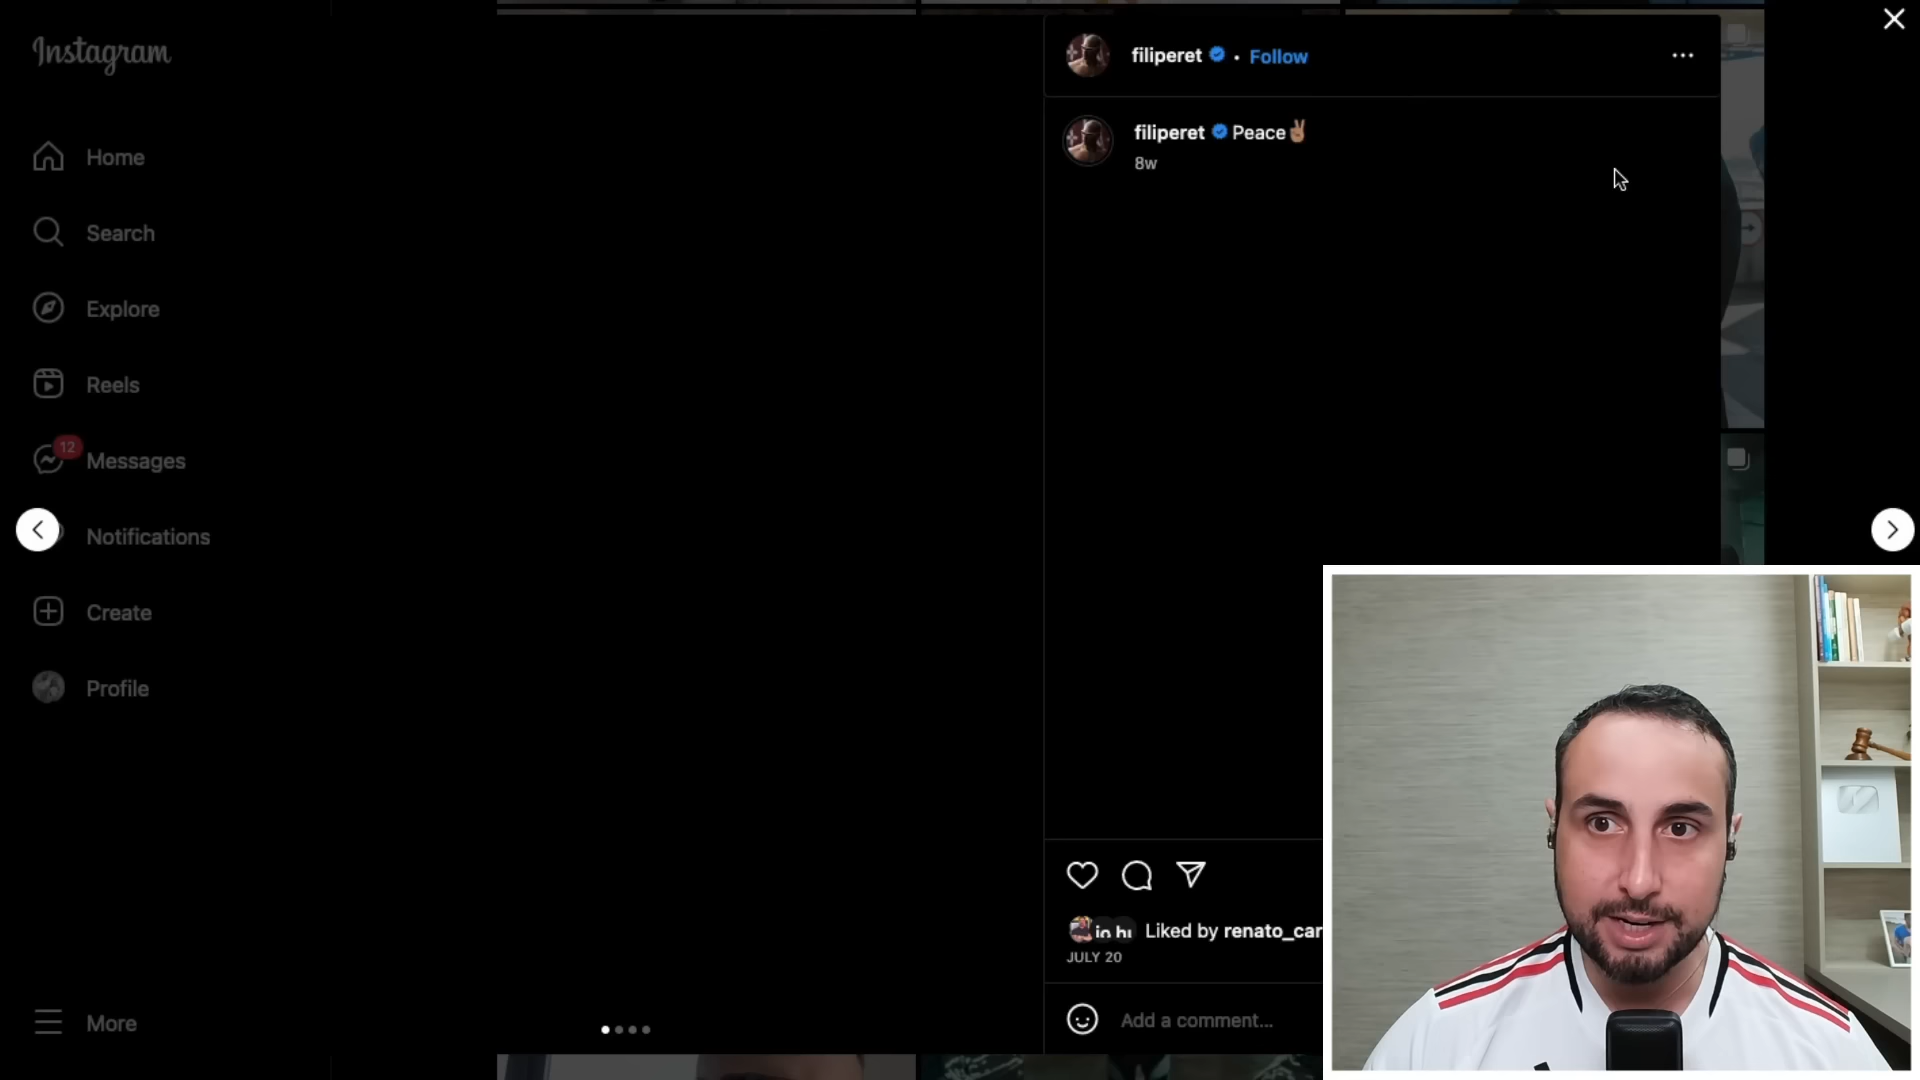 Instagram
Home
Search
Explore
Reels
12
Messages
Notifications
Create
Profile
More
filiperet • Follow
filiperet Peace✌🏽
8w
Liked by renato_car
JULY 20
Add a comment...